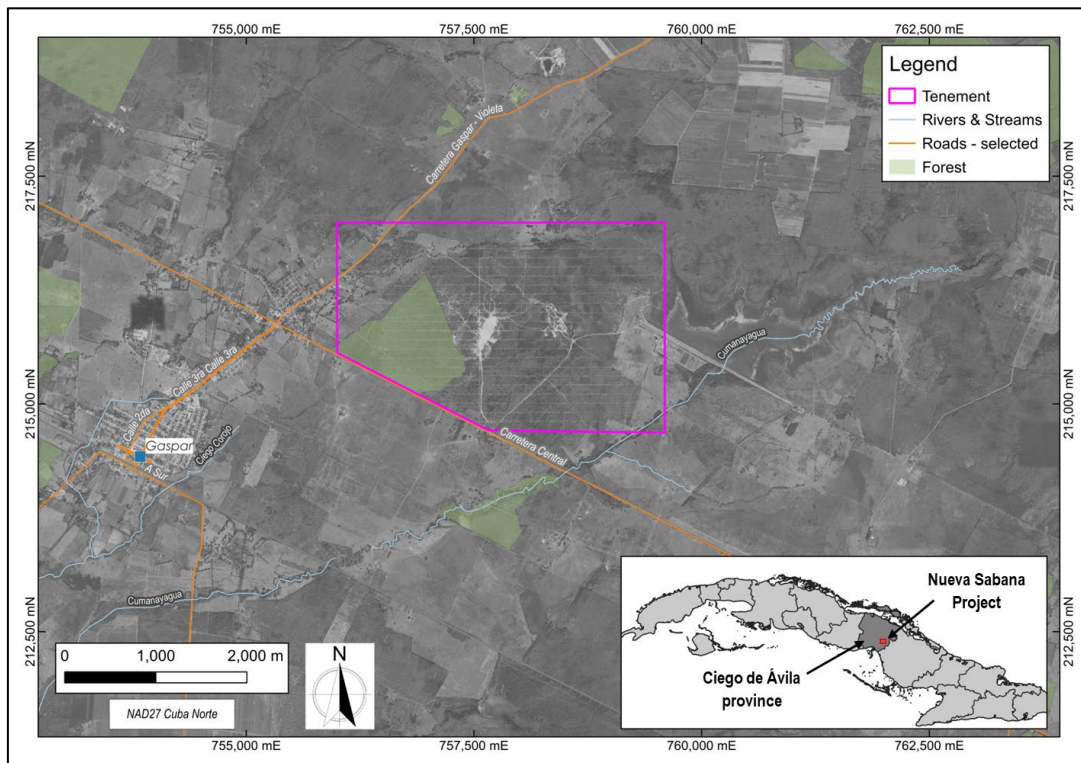 755,000 mE
757,500 mE
760,000 mE
762,500 mE
Legend
Tenement
Rivers & Streams
Roads - selected
Forest
217,500 mN
217,500 mN
Carretera Gaspar - Violeta
Cumanayagua
215,000 mN
215,000 mN
Calle 3ra Calle 3ra
Calle 2da
Gaspar
Ciego Corojo
A Sur
Carretera Central
Cumanayagua
212,500 mN
212,500 mN
0 1,000 2,000 m
NAD27 Cuba Norte
N
Nueva Sabana
Project
Ciego de Ávila
province
755,000 mE
757,500 mE
760,000 mE
762,500 mE